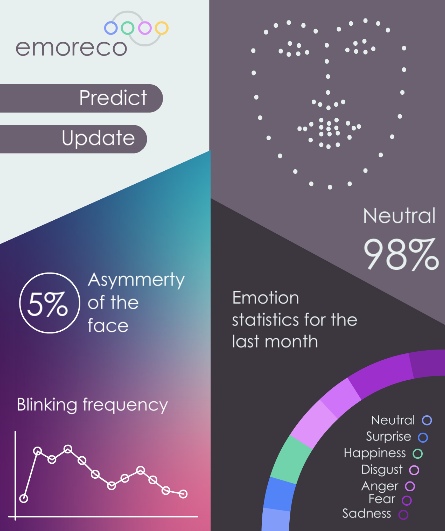 emoreco
Predict
Update
5%
Asymmerty
of the
face
Blinking frequency
Neutral
98%
Emotion
statistics for the
last month
Neutral
Surprise
Happiness
Disgust
Anger
Fear
Sadness